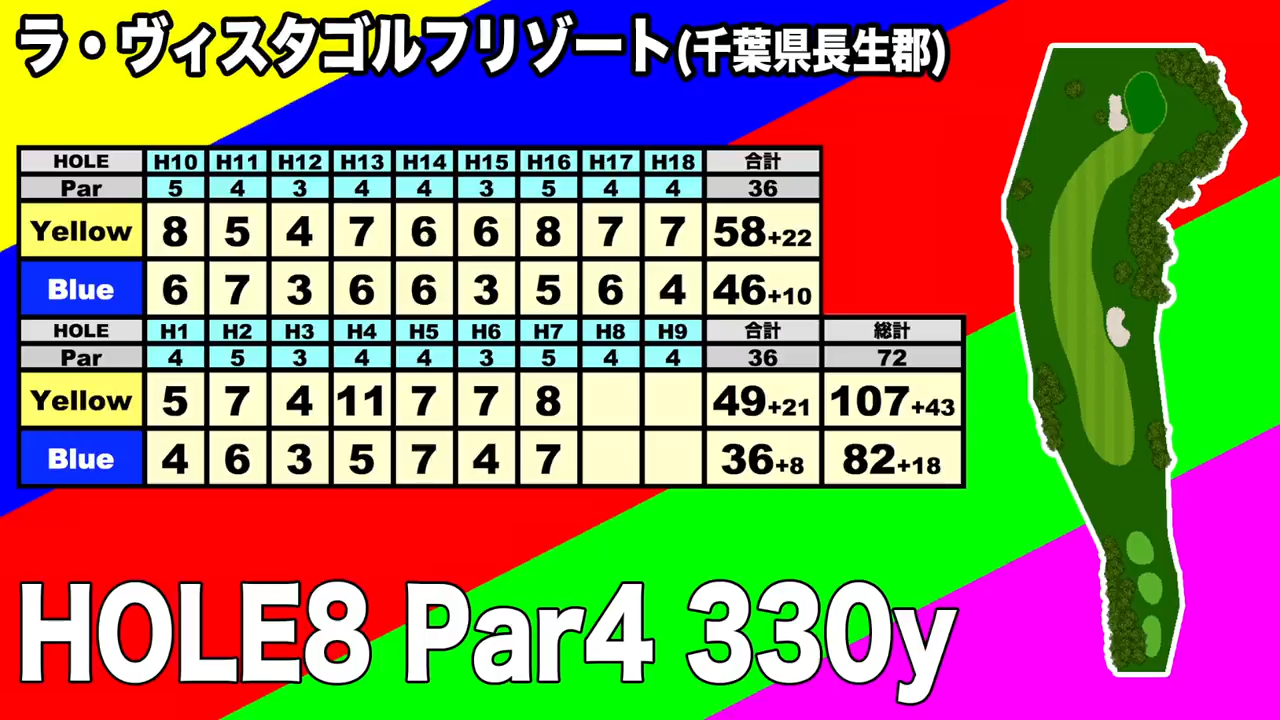 ラ・ヴィスタゴルフリゾート(千葉県長生郡)
HOLE H10 H11 H12 H13 H14 H15 H16 H17 H18 合計
Par 5 4 3 4 4 3 5 4 4 36
Yellow 8 5 4 7 6 6 8 7 7 58+22
Blue 6 7 3 6 6 3 5 6 4 46+10
HOLE H1 H2 H3 H4 H5 H6 H7 H8 H9 合計 総計
Par 4 5 3 4 4 3 5 4 4 36 72
Yellow 5 7 4 11 7 7 8 49+21 107+43
Blue 4 6 3 5 7 4 7 36+8 82+18
HOLE8 Par4 330y